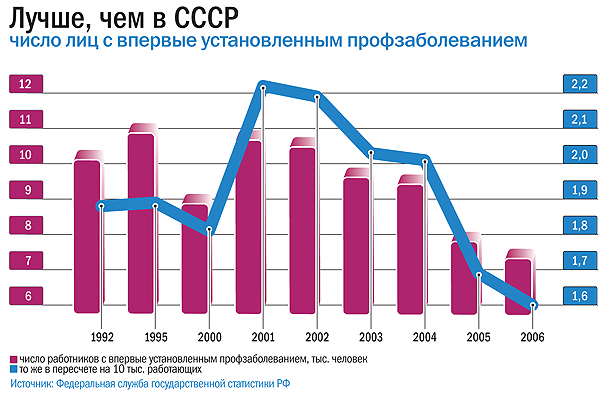 Лучше, чем в СССР
число лиц с впервые установленным профзаболеванием
12 2,2
11 2,1
10 2,0
9 1,9
8 1,8
7 1,7
6 1,6
1992 1995 2000 2001 2002 2003 2004 2005 2006
число работников с впервые установленным профзаболеванием, тыс. человек
то же в пересчете на 10 тыс. работающих
Источник: Федеральная служба государственной статистики РФ